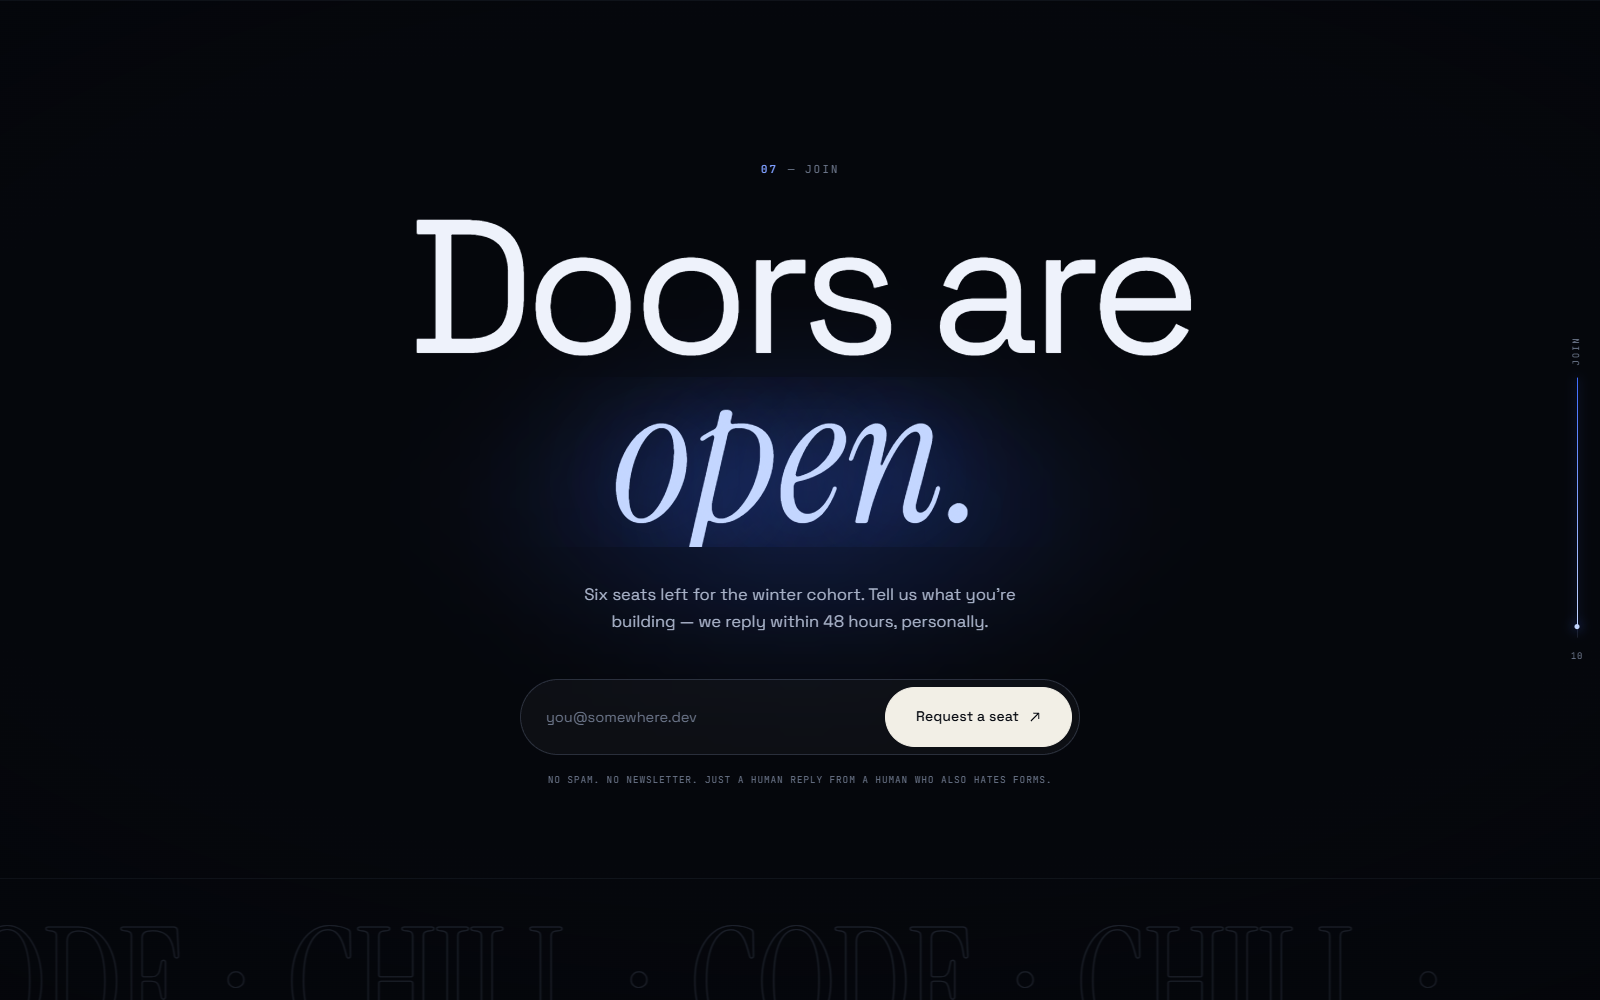 07 — JOIN
Doors are
open.
JOIN
Six seats left for the winter cohort. Tell us what you're
building — we reply within 48 hours, personally.
10
you@somewhere.dev
Request a seat ↗
NO SPAM. NO NEWSLETTER. JUST A HUMAN REPLY FROM A HUMAN WHO ALSO HATES FORMS.
ODE · CHILL · CODE · CHILL ·